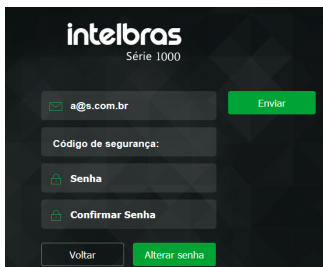 intelbras
Série 1000
a@s.com.br
Enviar
Código de segurança:
Senha
Confirmar Senha
Voltar
Alterar senha